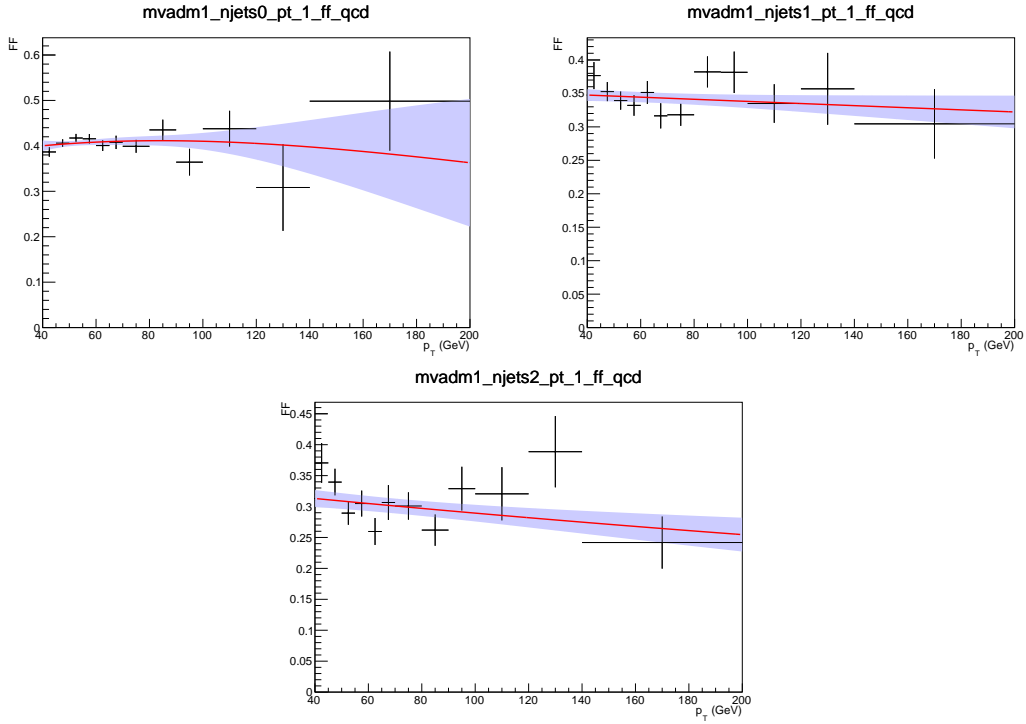 mvadm1_njets0_pt_1_ff_qcd
FF
0.6
0.5
0.4
0.3
0.2
0.1
0
40 60 80 100 120 140 160 180 200
p_T (GeV)
mvadm1_njets1_pt_1_ff_qcd
FF
0.4
0.35
0.3
0.25
0.2
0.15
0.1
0.05
0
40 60 80 100 120 140 160 180 200
p_T (GeV)
mvadm1_njets2_pt_1_ff_qcd
FF
0.45
0.4
0.35
0.3
0.25
0.2
0.15
0.1
0.05
0
40 60 80 100 120 140 160 180 200
p_T (GeV)